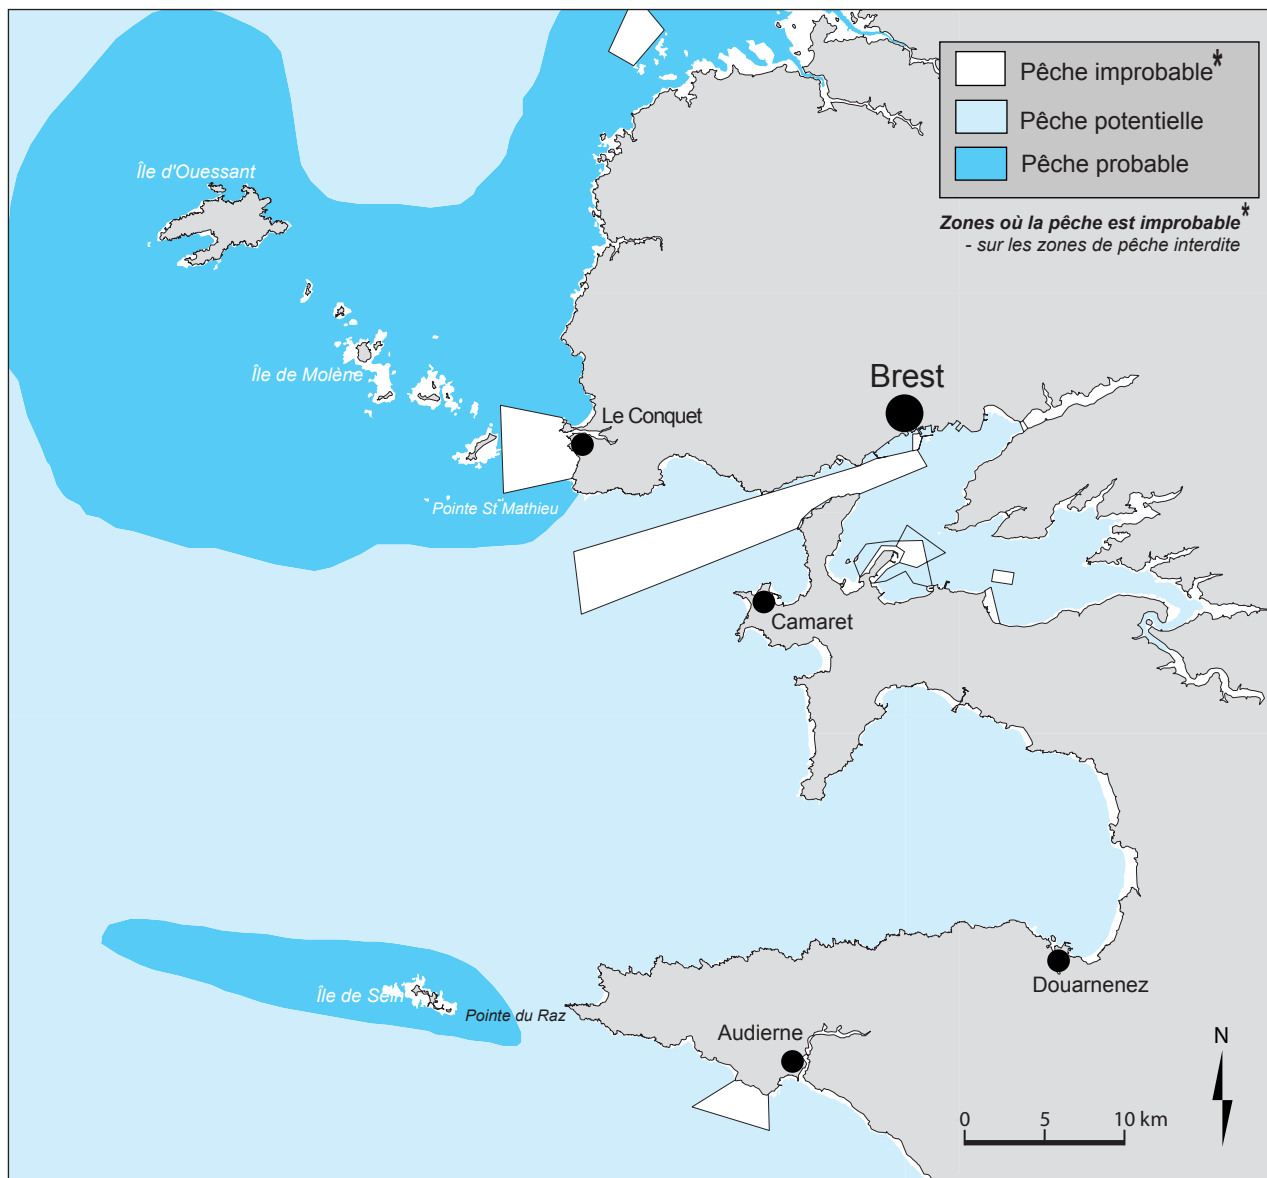 Pêche improbable*
Pêche potentielle
Pêche probable
Zones où la pêche est improbable*
- sur les zones de pêche interdite
Île d'Ouessant
Île de Molène
Brest
Le Conquet
Pointe St Mathieu
Camaret
Île de Sein
Pointe du Raz
Douarnenez
Audierne
N
0 5 10 km